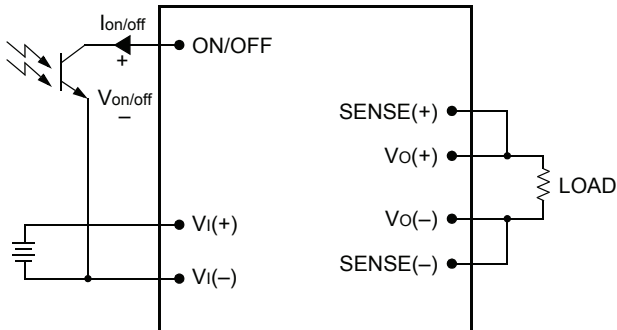 Ion/off
ON/OFF
+
Von/off
–
SENSE(+)
VO(+)
LOAD
VO(–)
SENSE(–)
VI(+)
VI(–)